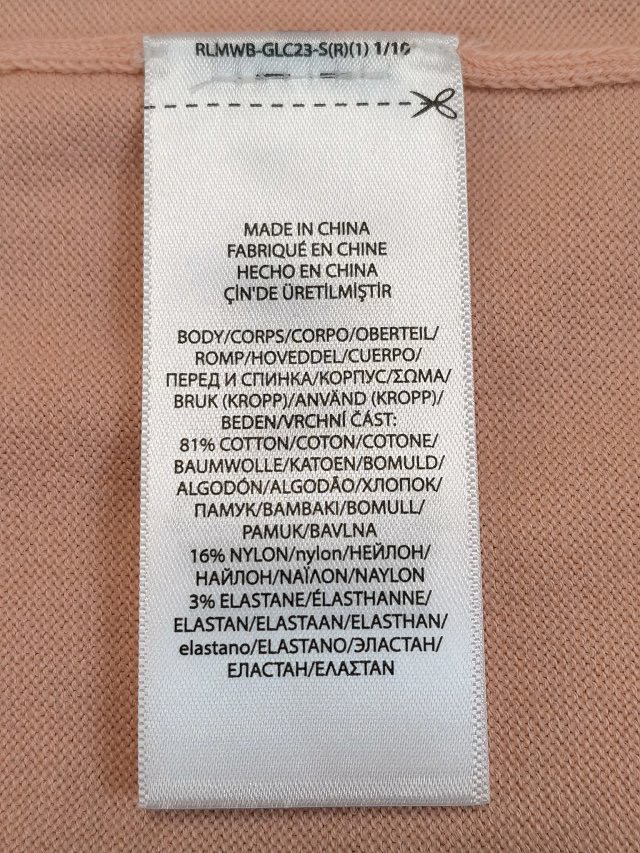 RLMWB-GLC23-S(R)(1) 1/10
MADE IN CHINA
FABRIQUÉ EN CHINE
HECHO EN CHINA
ÇİN'DE ÜRETİLMİŞTİR
BODY/CORPS/CORPO/OBERTEIL/
ROMP/HOVEDDEL/CUERPO/
ПЕРЕД И СПИНКА/КОРПУС/ΣΩΜΑ/
BRUK (KROPP)/ANVÄND (KROPP)/
BEDEN/VRCHNÍ ČÁST:
81% COTTON/COTON/COTONE/
BAUMWOLLE/KATOEN/BOMULD/
ALGODÓN/ALGODÃO/ХЛОПОК/
ПАМУК/BAMBAKI/BOMULL/
PAMUK/BAVLNA
16% NYLON/nylon/НЕЙЛОН/
НАЙЛОН/ΝΑΪΛΟΝ/NAYLON
3% ELASTANE/ÉLASTHANNE/
ELASTAN/ELASTAAN/ELASTHAN/
elastano/ELASTANO/ЭЛАСТАН/
ЕЛАСТАН/ΕΛΑΣΤΑΝ